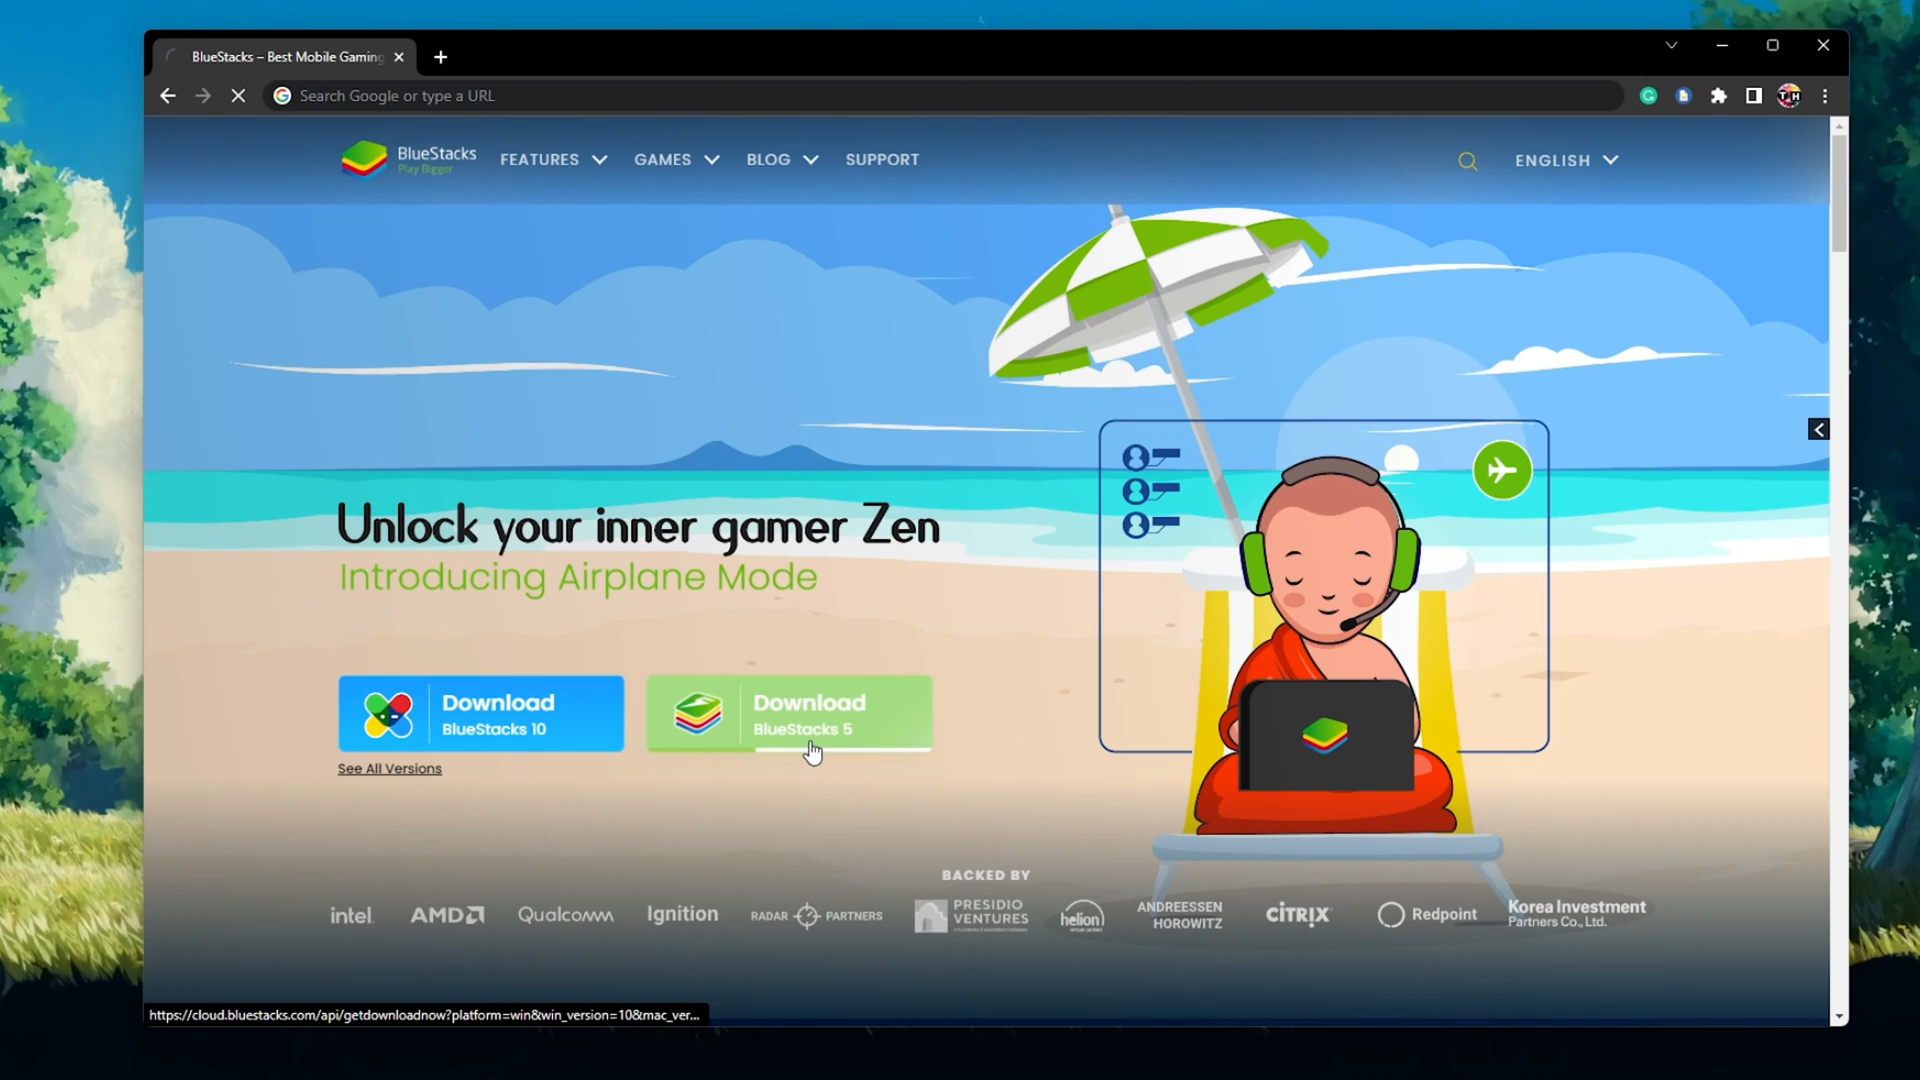 BlueStacks – Best Mobile Gaming
Search Google or type a URL
BlueStacks
Play Bigger
FEATURES
GAMES
BLOG
SUPPORT
ENGLISH
Unlock your inner gamer Zen
Introducing Airplane Mode
Download
BlueStacks 10
Download
BlueStacks 5
See All Versions
BACKED BY
intel.
AMD
Qualcomm
Ignition
RADAR PARTNERS
PRESIDIO
VENTURES
helion
venture partners
ANDREESSEN
HOROWITZ
CITRIX
Redpoint
Korea Investment
Partners Co., Ltd.
https://cloud.bluestacks.com/api/getdownloadnow?platform=win&win_version=10&mac_ver...